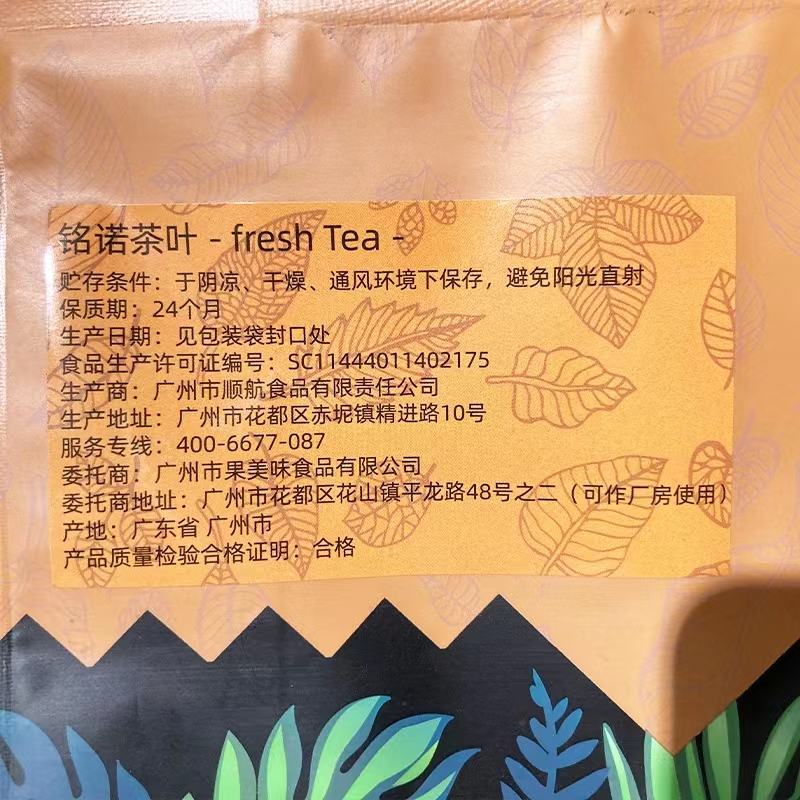 铭诺茶叶 - fresh Tea -
贮存条件：于阴凉、干燥、通风环境下保存，避免阳光直射
保质期：24个月
生产日期：见包装袋封口处
食品生产许可证编号：SC11444011402175
生产商：广州市顺航食品有限责任公司
生产地址：广州市花都区赤坭镇精进路10号
服务专线：400-6677-087
委托商：广州市果美味食品有限公司
委托商地址：广州市花都区花山镇平龙路48号之二（可作厂房使用）
产地：广东省 广州市
产品质量检验合格证明：合格